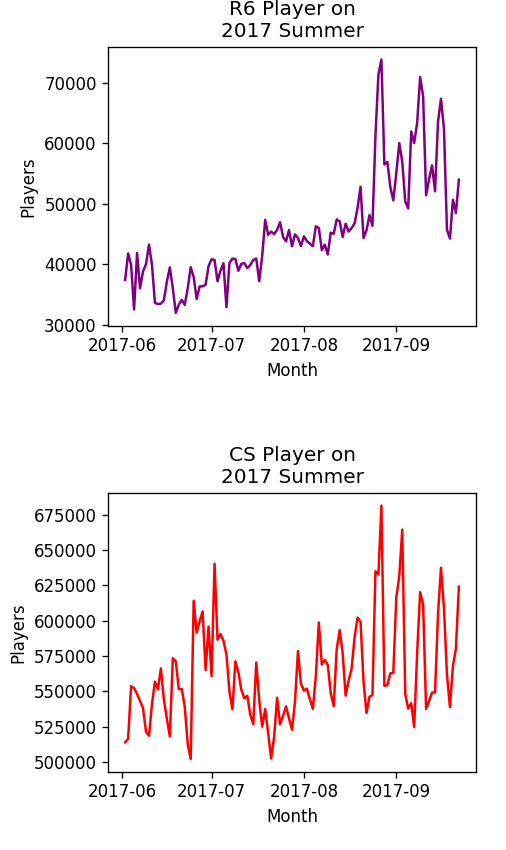 R6 Player on
2017 Summer
70000
60000
50000
40000
30000
Players
2017-06 2017-07 2017-08 2017-09
Month
CS Player on
2017 Summer
675000
650000
625000
600000
575000
550000
525000
500000
Players
2017-06 2017-07 2017-08 2017-09
Month